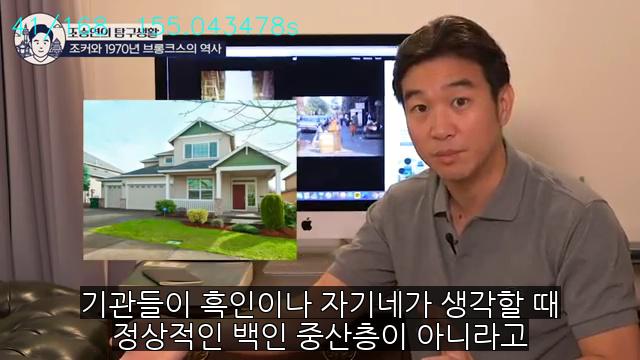 41/168 155.043478s
조승연의 탐구생활
조커와 1970년 브롱크스의 역사
기관들이 흑인이나 자기네가 생각할 때
정상적인 백인 중산층이 아니라고